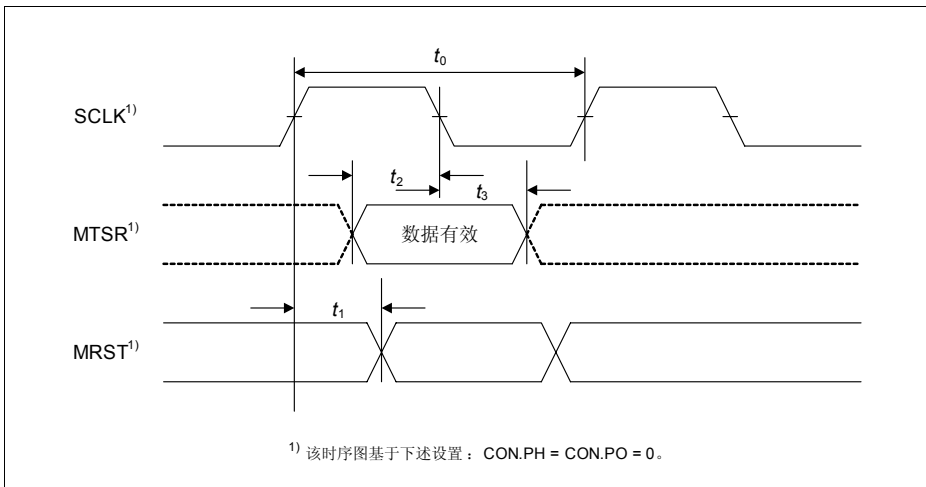 t0
SCLK1)
t2
t3
MTSR1)
数据有效
t1
MRST1)
1) 该时序图基于下述设置：CON.PH = CON.PO = 0。